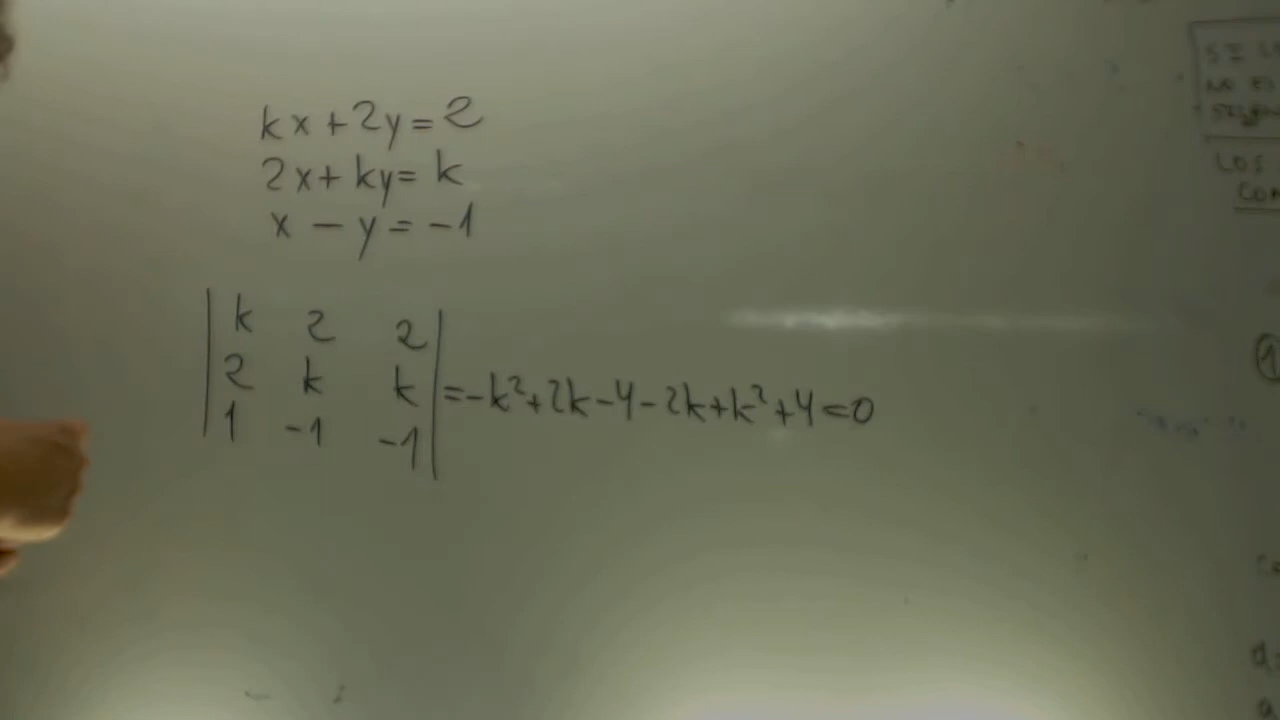 kx+2y=2
2x+ky=k
x-y=-1
k 2 2
2 k k =-k²+2k-4-2k+k²+4=0
1 -1 -1
LOS